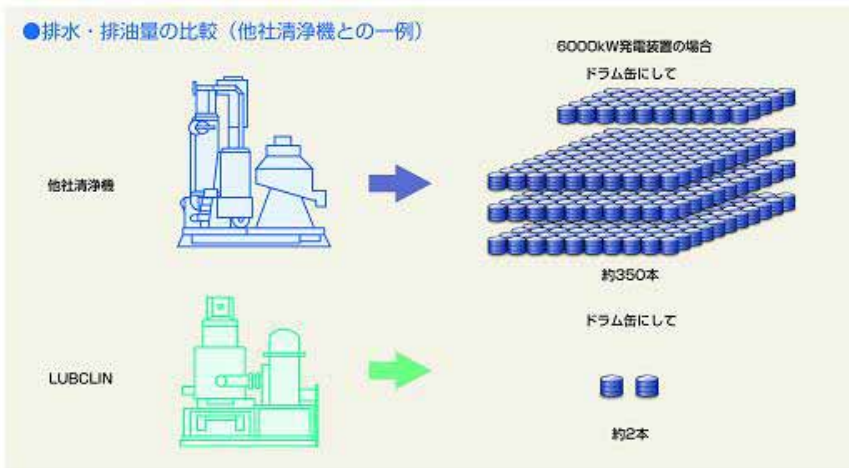 ●排水・排油量の比較（他社清浄機との一例）
6000kW発電装置の場合
ドラム缶にして
他社清浄機
約350本
ドラム缶にして
LUBCLIN
約2本